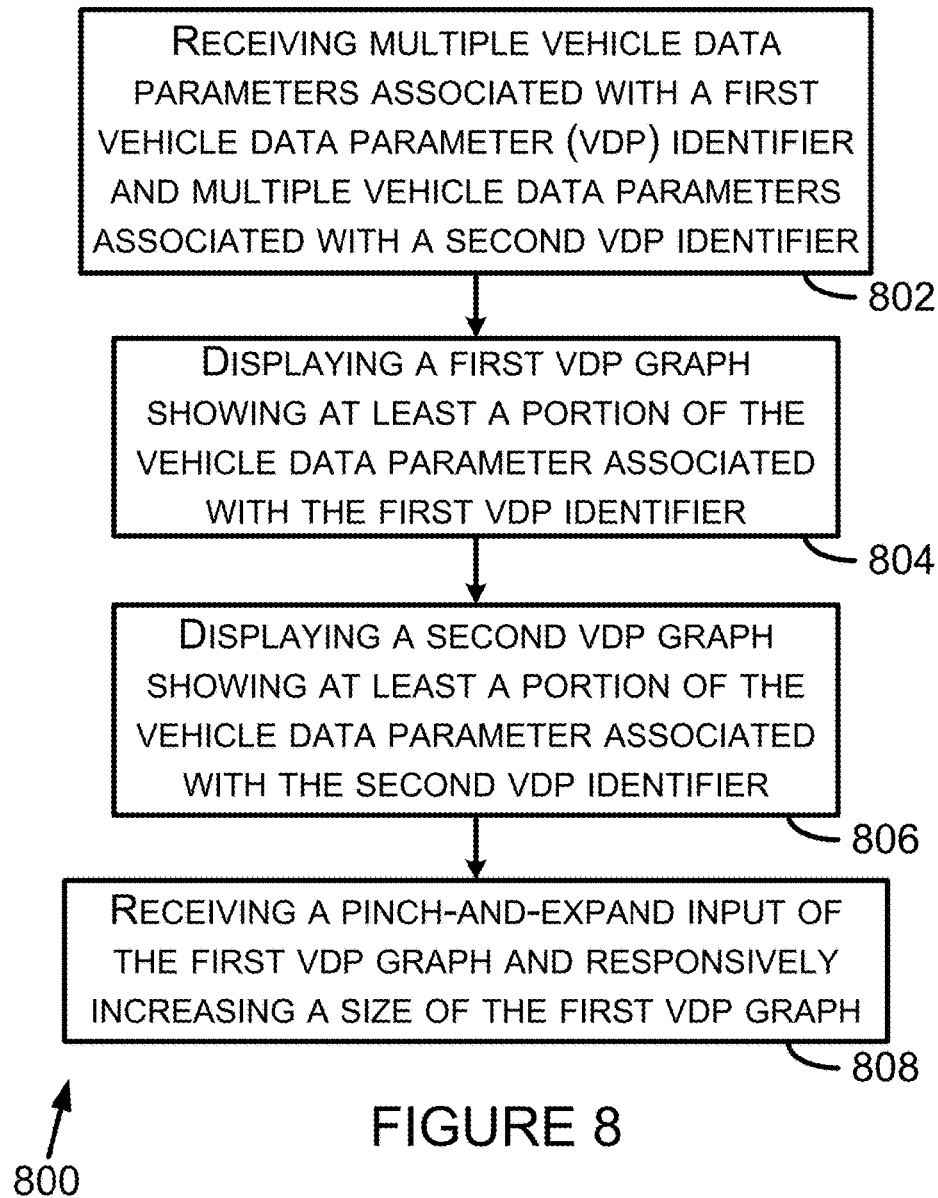 RECEIVING MULTIPLE VEHICLE DATA
PARAMETERS ASSOCIATED WITH A FIRST
VEHICLE DATA PARAMETER (VDP) IDENTIFIER
AND MULTIPLE VEHICLE DATA PARAMETERS
ASSOCIATED WITH A SECOND VDP IDENTIFIER
802
DISPLAYING A FIRST VDP GRAPH
SHOWING AT LEAST A PORTION OF THE
VEHICLE DATA PARAMETER ASSOCIATED
WITH THE FIRST VDP IDENTIFIER
804
DISPLAYING A SECOND VDP GRAPH
SHOWING AT LEAST A PORTION OF THE
VEHICLE DATA PARAMETER ASSOCIATED
WITH THE SECOND VDP IDENTIFIER
806
RECEIVING A PINCH-AND-EXPAND INPUT OF
THE FIRST VDP GRAPH AND RESPONSIVELY
INCREASING A SIZE OF THE FIRST VDP GRAPH
808
FIGURE 8
800